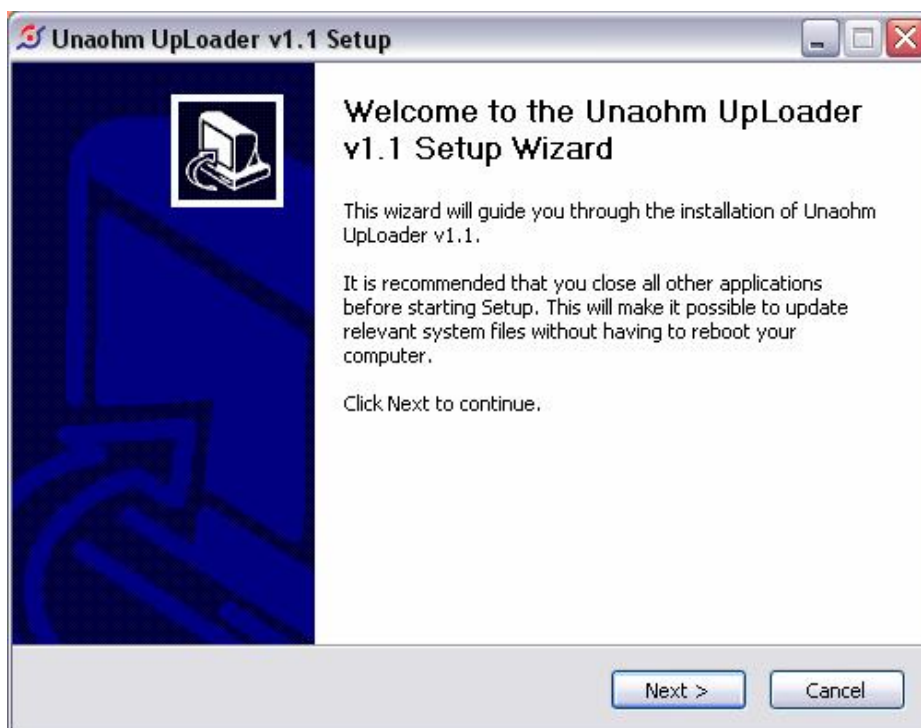 Unaohm UpLoader v1.1 Setup
Welcome to the Unaohm UpLoader
v1.1 Setup Wizard
This wizard will guide you through the installation of Unaohm
UpLoader v1.1.
It is recommended that you close all other applications
before starting Setup. This will make it possible to update
relevant system files without having to reboot your
computer.
Click Next to continue.
Next >
Cancel